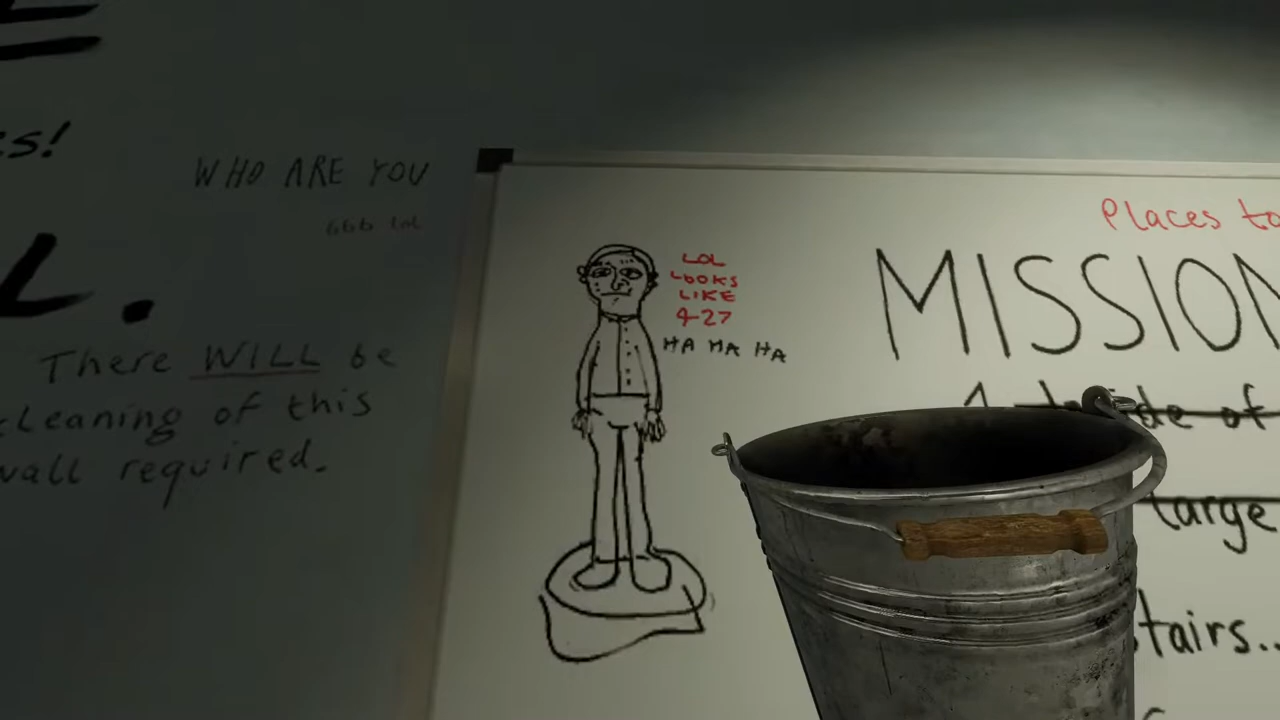 s!
WHO ARE YOU
666 lol
L.
There WILL be
cleaning of this
wall required.
LOL
LOOKS
LIKE
427
HA HA HA
Places to
MISSION
of
large
stairs...